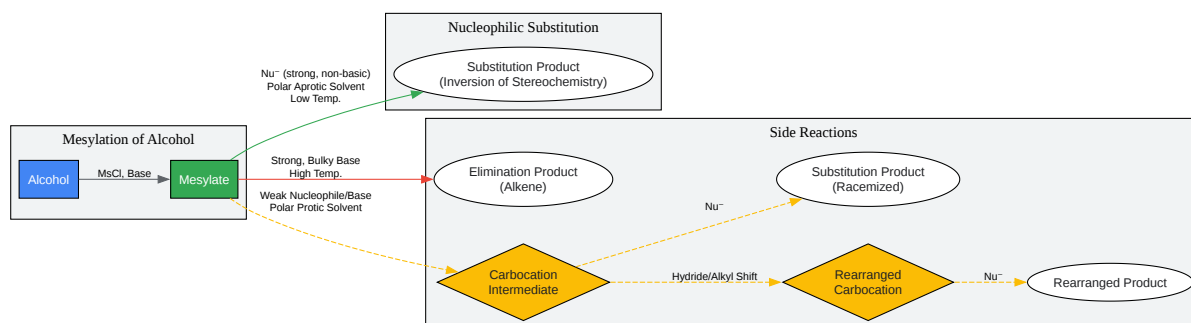 Nucleophilic Substitution
Substitution Product
(Inversion of Stereochemistry)
Nu⁻ (strong, non-basic)
Polar Aprotic Solvent
Low Temp.
Mesylation of Alcohol
Alcohol
MsCl, Base
Mesylate
Side Reactions
Strong, Bulky Base
High Temp.
Elimination Product
(Alkene)
Substitution Product
(Racemized)
Weak Nucleophile/Base
Polar Protic Solvent
Nu⁻
Carbocation
Intermediate
Hydride/Alkyl Shift
Rearranged
Carbocation
Nu⁻
Rearranged Product